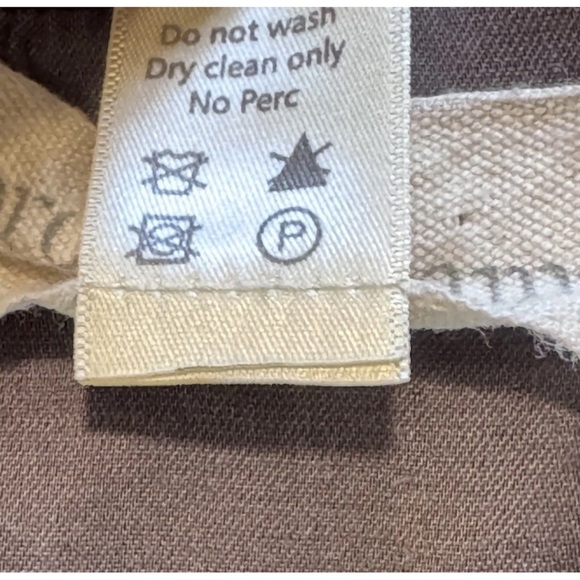 Do not wash
Dry clean only
No Perc
P